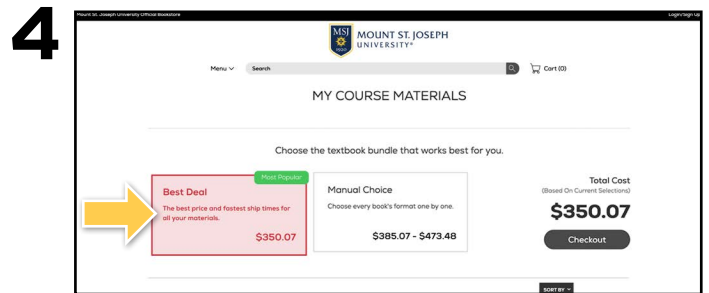 4
Mount St. Joseph University Official Bookstore
Login/Sign Up
MSJ
1920
MOUNT ST. JOSEPH
UNIVERSITY®
Menu
Search
Cart (0)
MY COURSE MATERIALS
Choose the textbook bundle that works best for you.
Most Popular
Best Deal
The best price and fastest ship times for
all your materials.
$350.07
Manual Choice
Choose every book's format one by one.
$385.07 - $473.48
Total Cost
(Based On Current Selections)
$350.07
Checkout
SORT BY